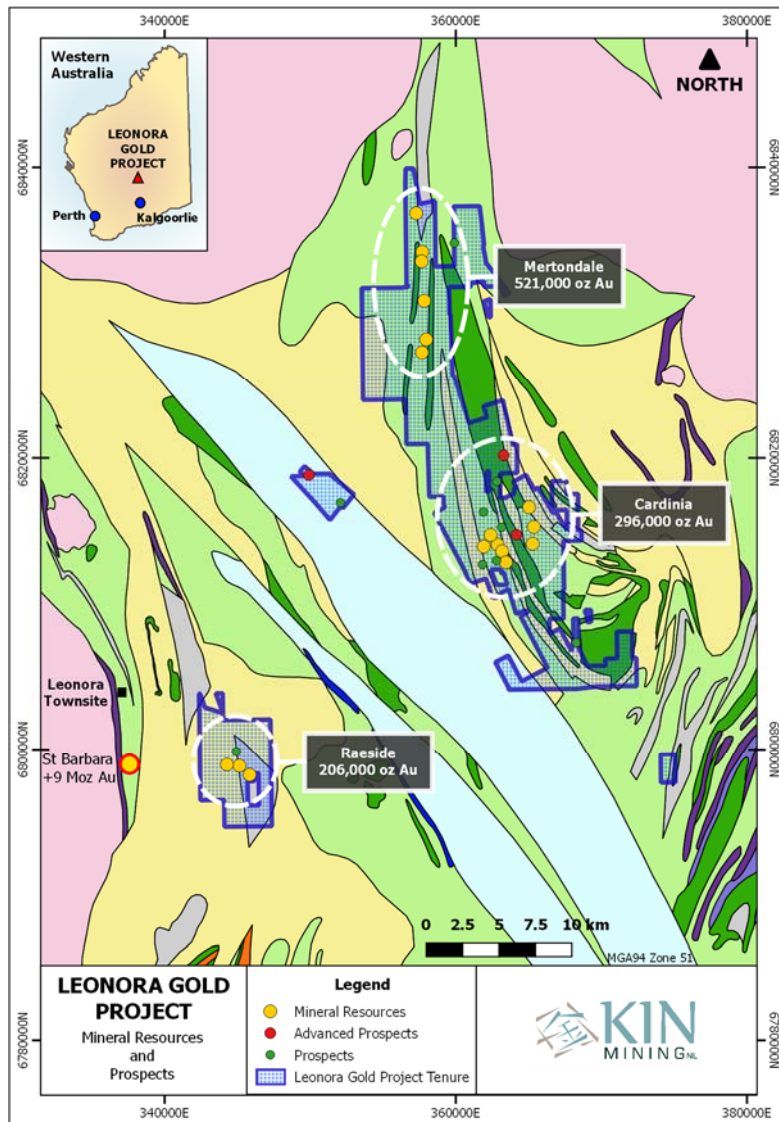 340000E
360000E
380000E
Western
Australia
LEONORA
GOLD
PROJECT
Perth
Kalgoorlie
NORTH
6840000N
6840000N
Mertondale
521,000 oz Au
6820000N
6820000N
Cardinia
296,000 oz Au
Leonora
Townsite
St Barbara
+9 Moz Au
6800000N
6800000N
Raeside
206,000 oz Au
0 2.5 5 7.5 10 km
MGA94 Zone 51
LEONORA GOLD
PROJECT
Mineral Resources
and
Prospects
Legend
Mineral Resources
Advanced Prospects
Prospects
Leonora Gold Project Tenure
金
KIN
MINING NL
6780000N
6780000N
340000E
360000E
380000E